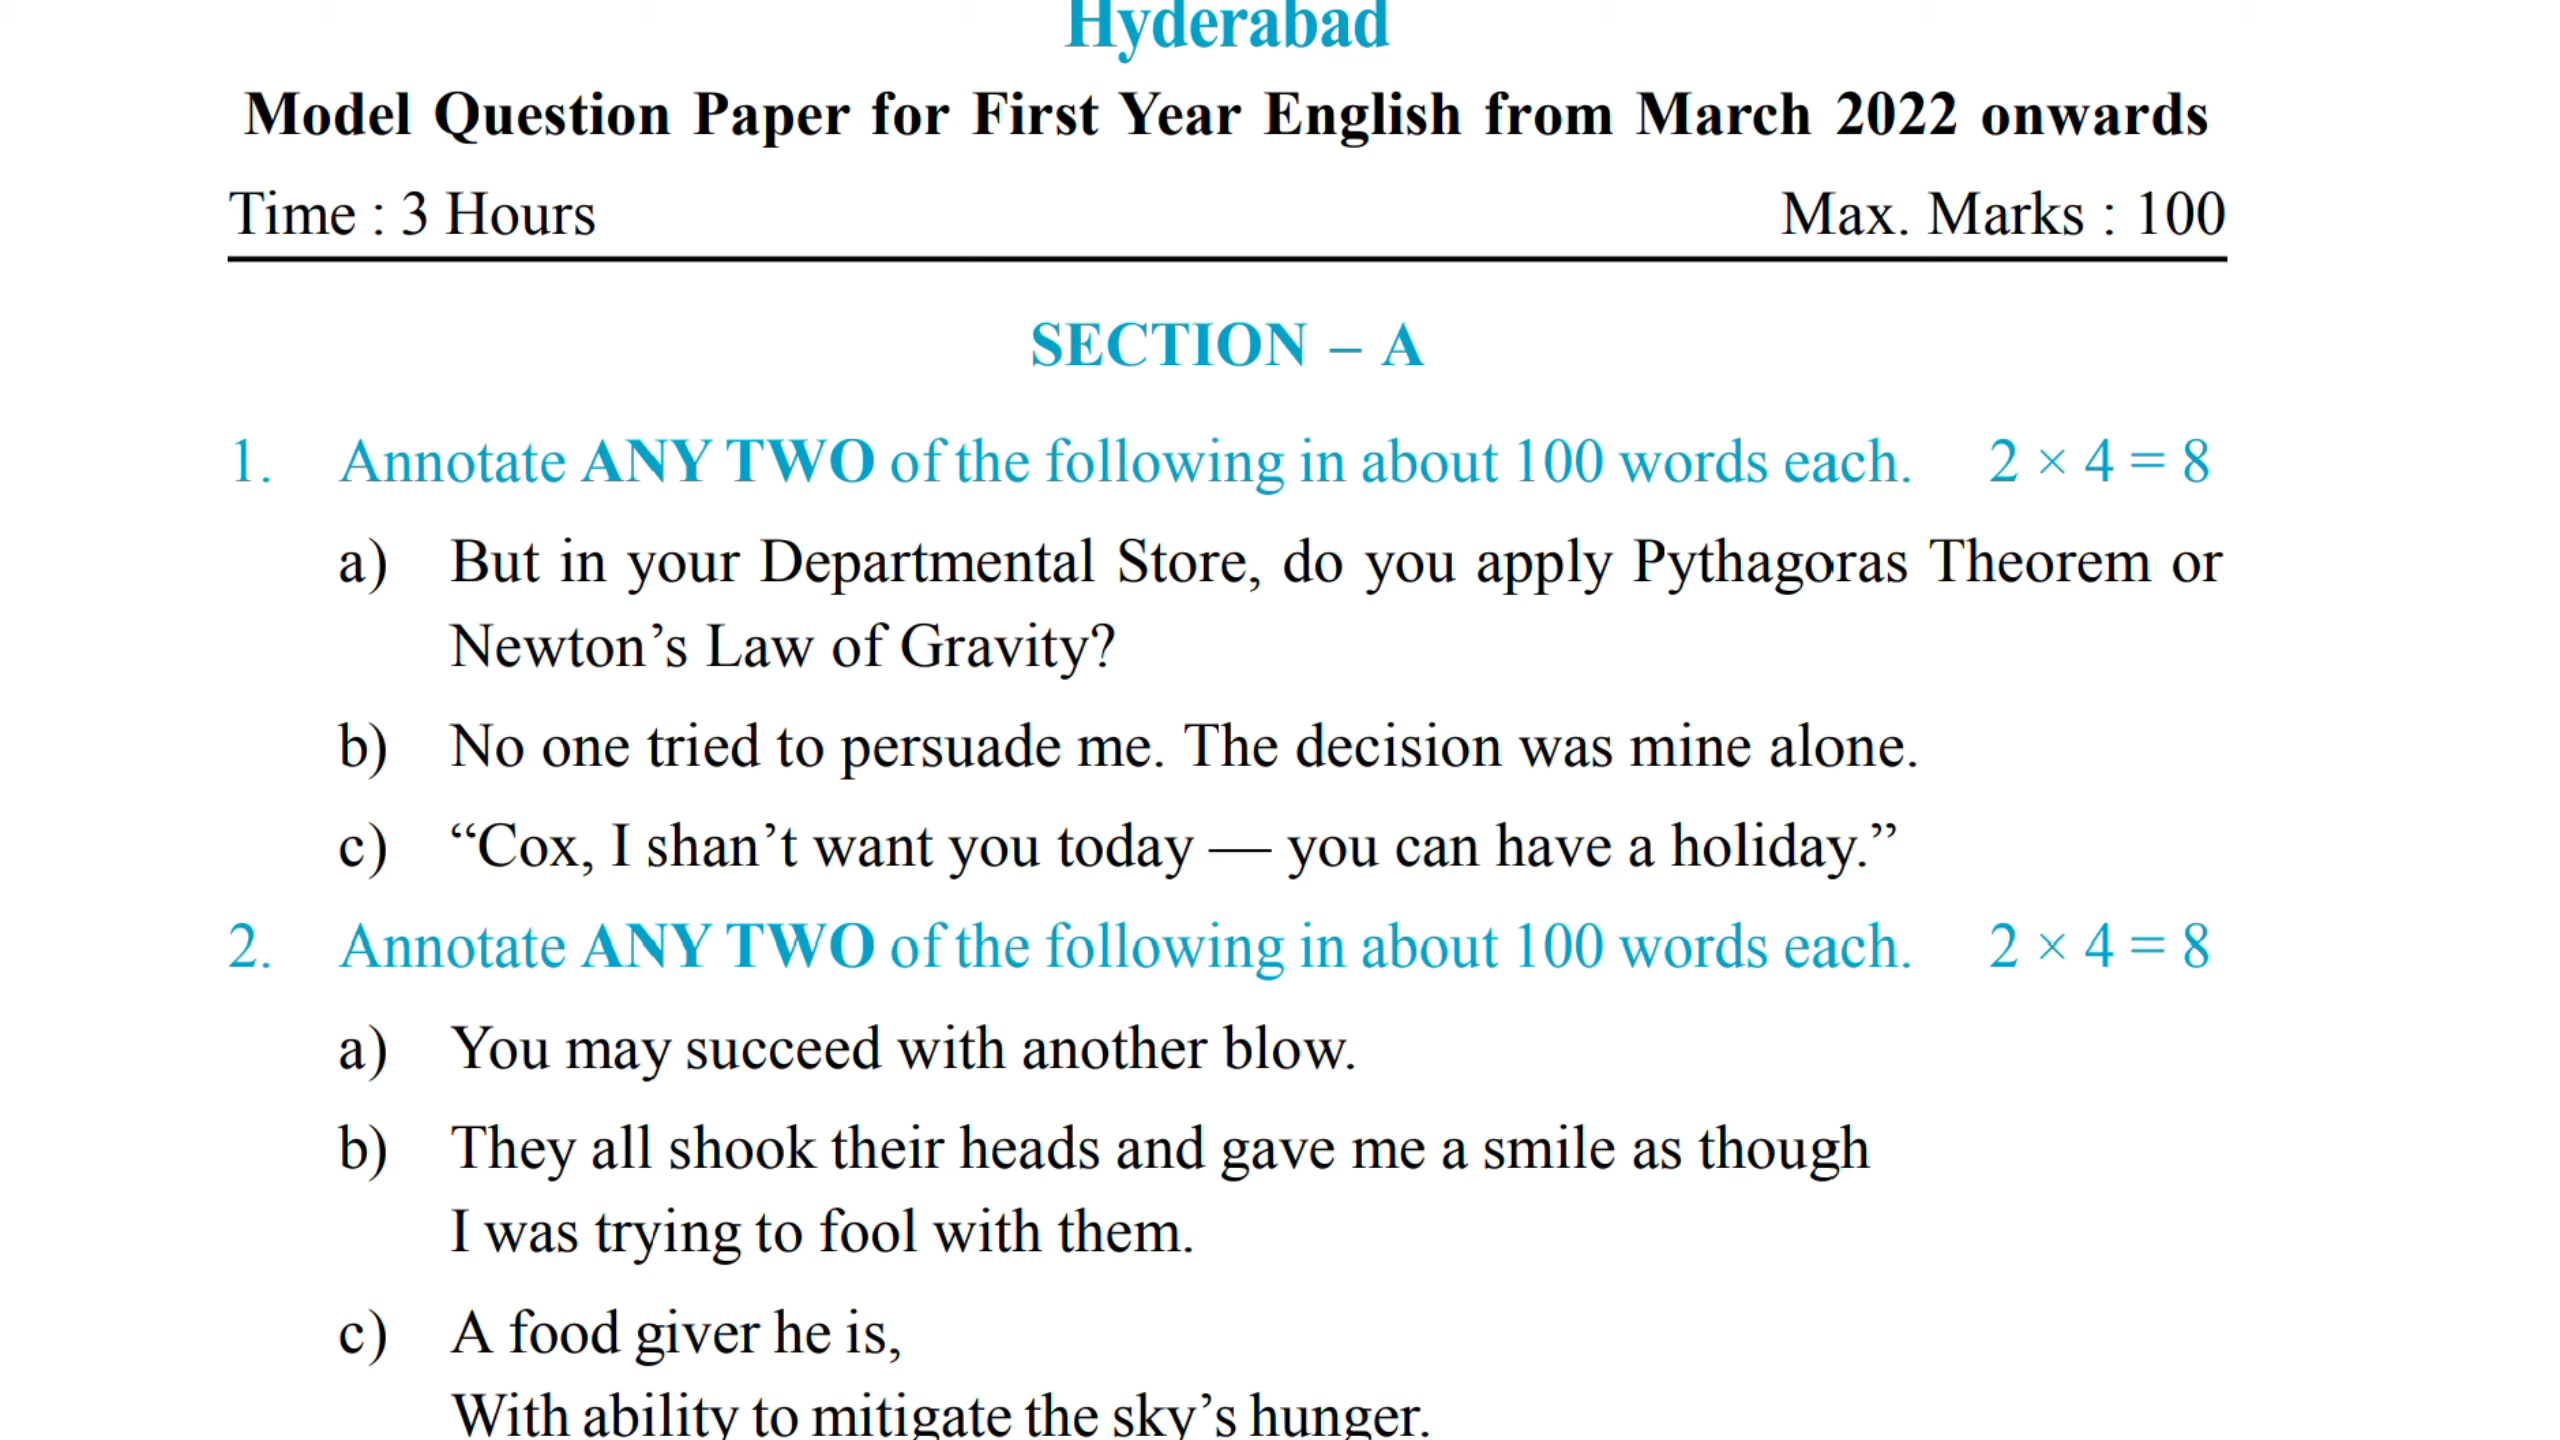 Hyderabad
Model Question Paper for First Year English from March 2022 onwards
Time : 3 Hours Max. Marks : 100
SECTION – A
1. Annotate ANY TWO of the following in about 100 words each. 2 × 4 = 8
a) But in your Departmental Store, do you apply Pythagoras Theorem or
Newton’s Law of Gravity?
b) No one tried to persuade me. The decision was mine alone.
c) “Cox, I shan’t want you today — you can have a holiday.”
2. Annotate ANY TWO of the following in about 100 words each. 2 × 4 = 8
a) You may succeed with another blow.
b) They all shook their heads and gave me a smile as though
I was trying to fool with them.
c) A food giver he is,
With ability to mitigate the sky’s hunger.